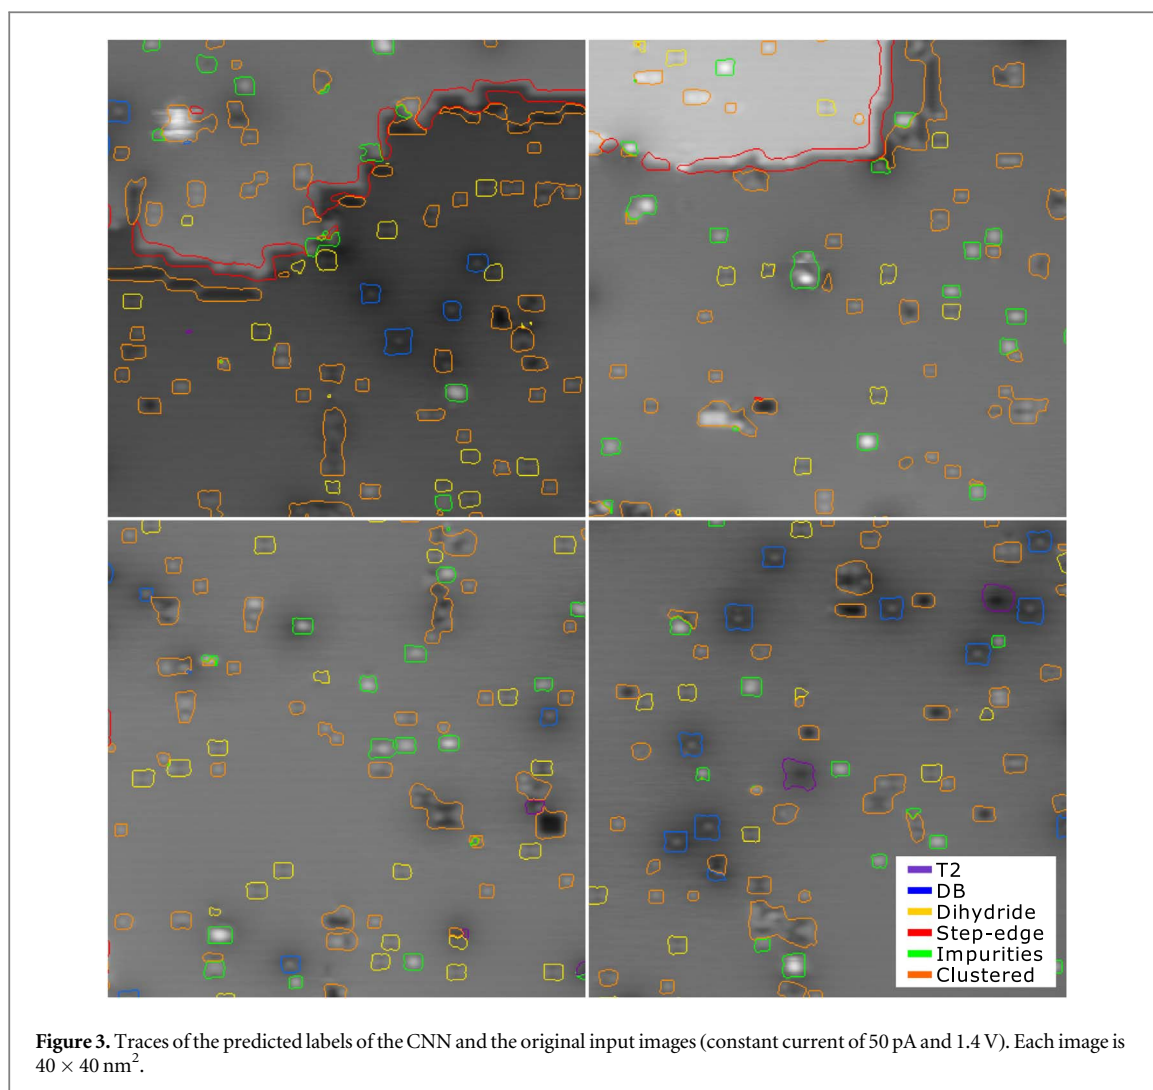 T2
DB
Dihydride
Step-edge
Impurities
Clustered
Figure 3. Traces of the predicted labels of the CNN and the original input images (constant current of 50 pA and 1.4 V). Each image is
40 × 40 nm².